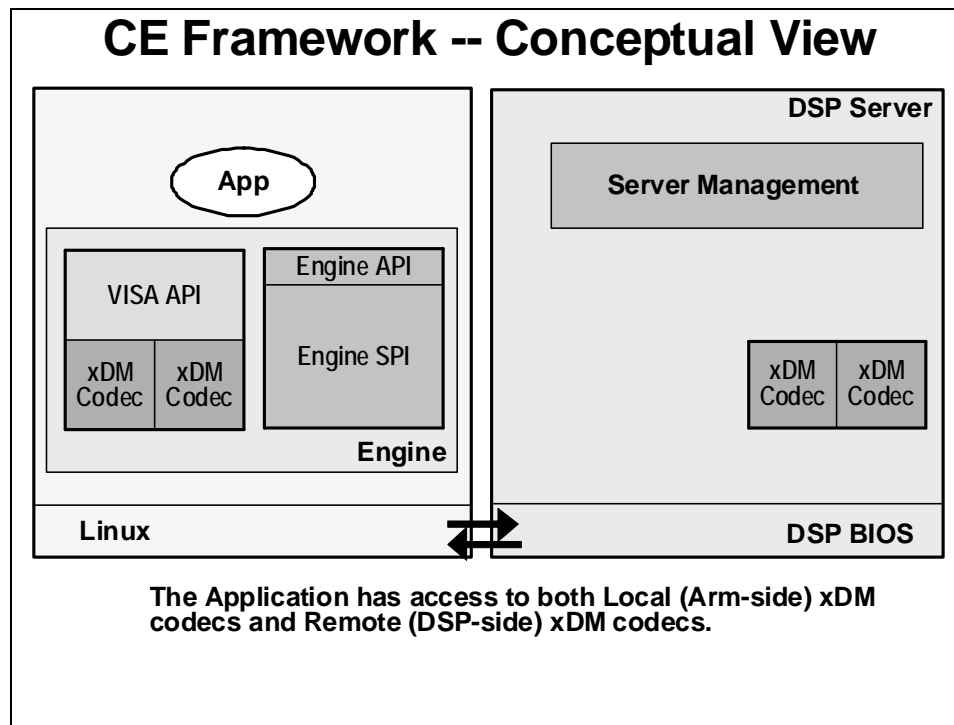 CE Framework -- Conceptual View
App
VISA API
xDM
Codec
xDM
Codec
Engine API
Engine SPI
Engine
Linux
DSP Server
Server Management
xDM
Codec
xDM
Codec
DSP BIOS
The Application has access to both Local (Arm-side) xDM
codecs and Remote (DSP-side) xDM codecs.